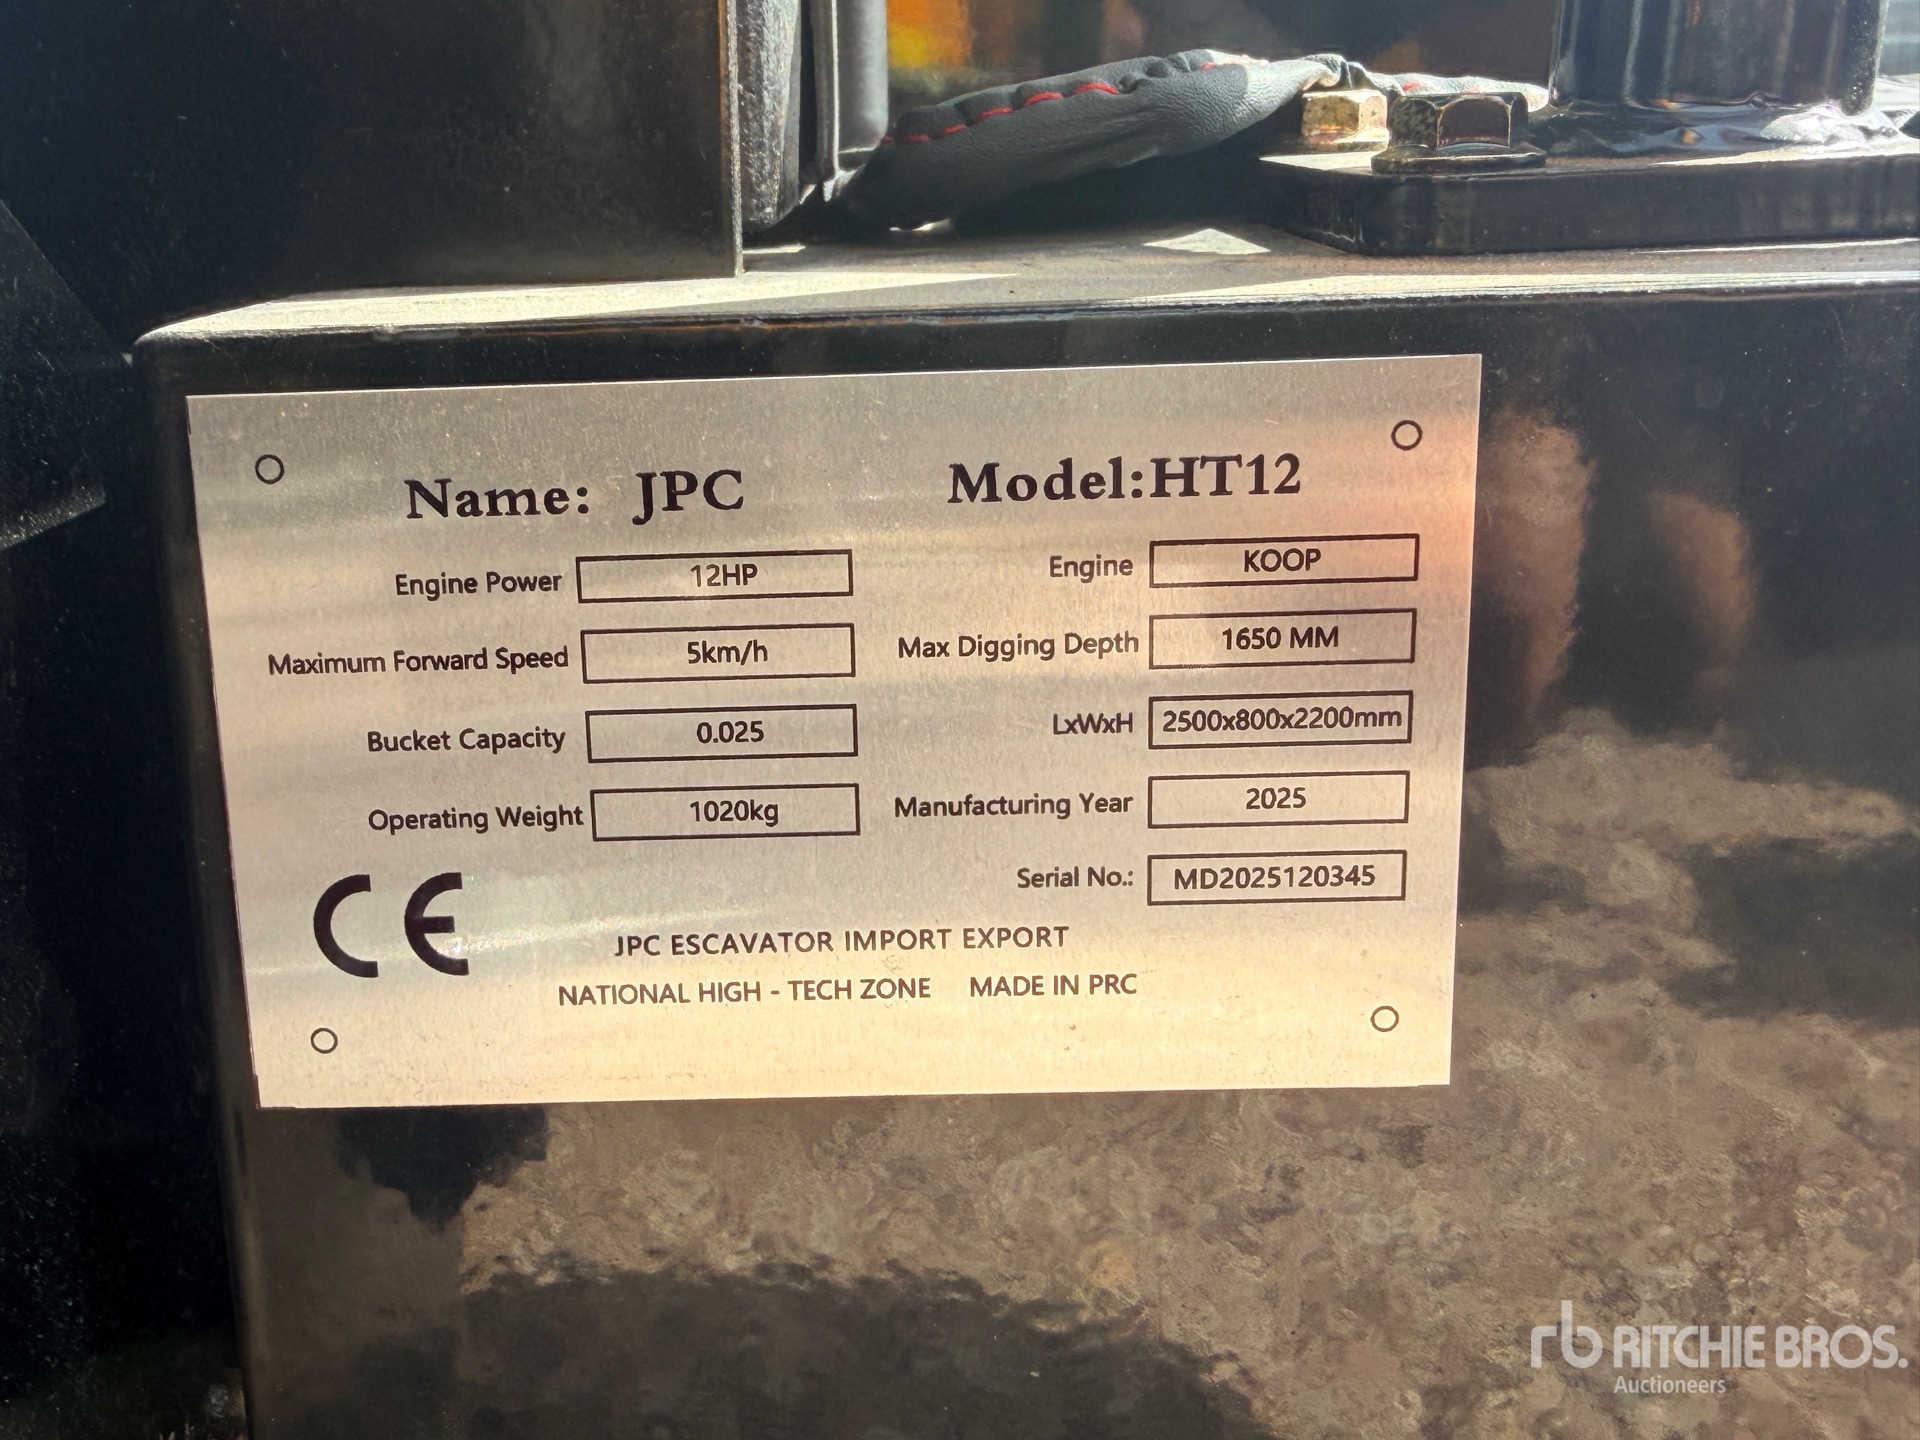 Name: JPC Model:HT12
Engine Power 12HP Engine KOOP
Maximum Forward Speed 5km/h Max Digging Depth 1650 MM
Bucket Capacity 0.025 LxWxH 2500x800x2200mm
Operating Weight 1020kg Manufacturing Year 2025
Serial No.: MD2025120345
CE
JPC ESCAVATOR IMPORT EXPORT
NATIONAL HIGH - TECH ZONE MADE IN PRC
rb RITCHIE BROS.
Auctioneers